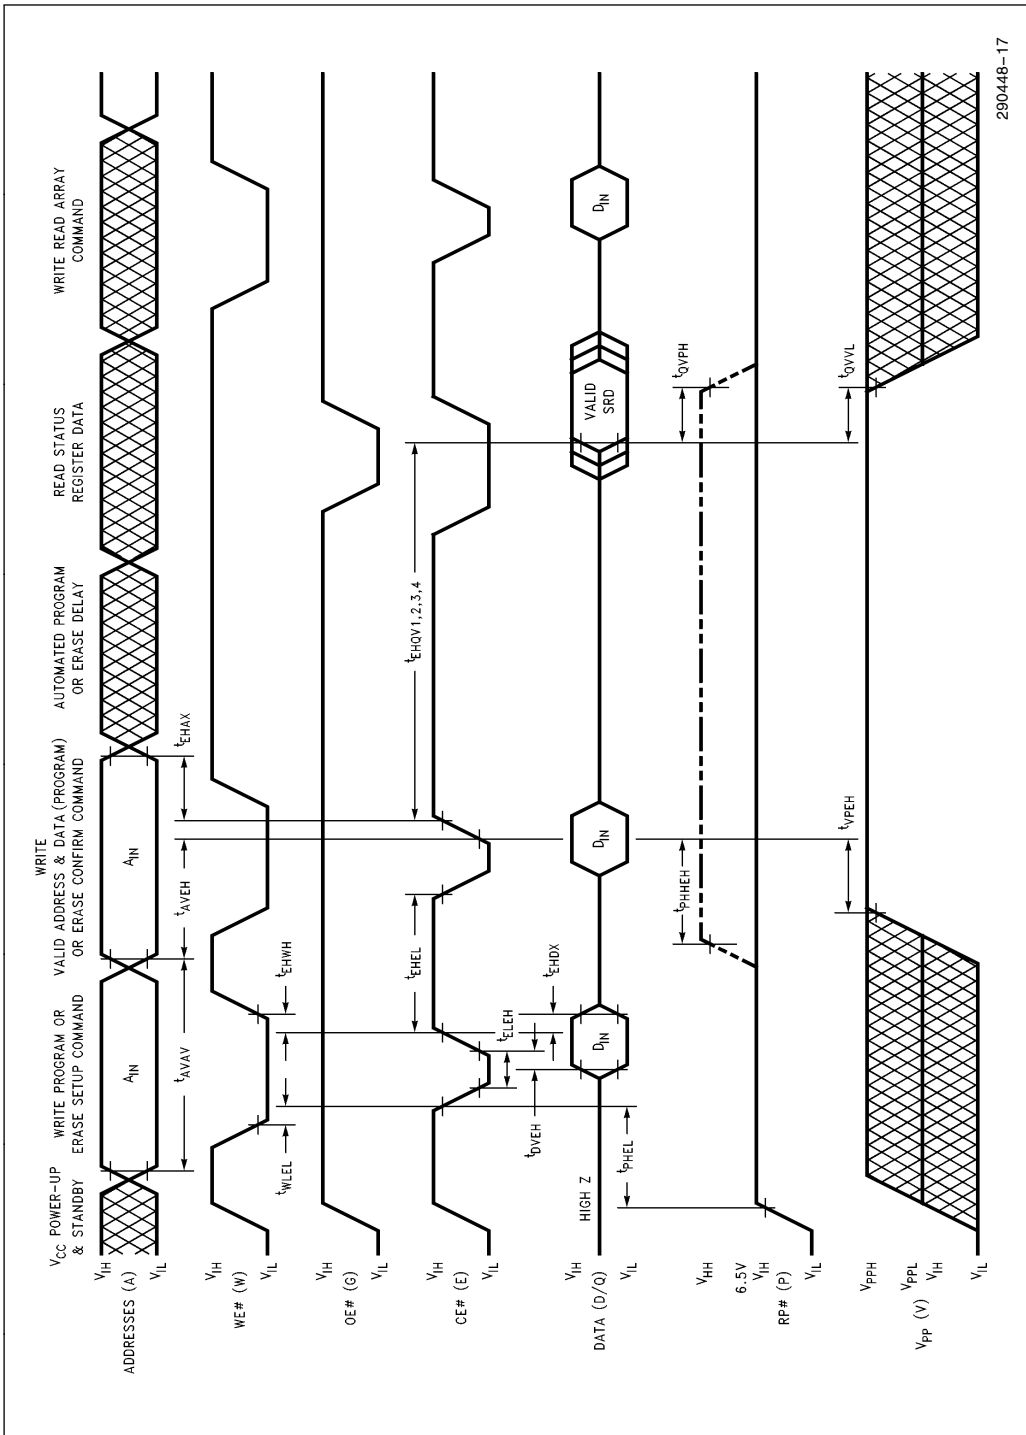 V_CC POWER-UP
& STANDBY
WRITE PROGRAM OR
ERASE SETUP COMMAND
WRITE
VALID ADDRESS & DATA (PROGRAM)
OR ERASE CONFIRM COMMAND
AUTOMATED PROGRAM
OR ERASE DELAY
READ STATUS
REGISTER DATA
WRITE READ ARRAY
COMMAND
ADDRESSES (A)
V_IH
V_IL
A_IN
A_IN
t_AVAV
t_AVEH
t_EHAX
WE# (W)
V_IH
V_IL
t_WLEL
t_EHWH
OE# (G)
V_IH
V_IL
t_EHEL
t_EHQV1,2,3,4
CE# (E)
V_IH
V_IL
t_ELEH
t_DVEH
t_EHDX
DATA (D/Q)
V_IH
V_IL
HIGH Z
D_IN
D_IN
VALID
SRD
D_IN
t_PHEL
t_PHHEH
t_QVPH
RP# (P)
V_HH
6.5V
V_IH
V_IL
t_VPEH
t_QVVL
V_PP (V)
V_PPH
V_PPL
V_IH
V_IL
290448-17